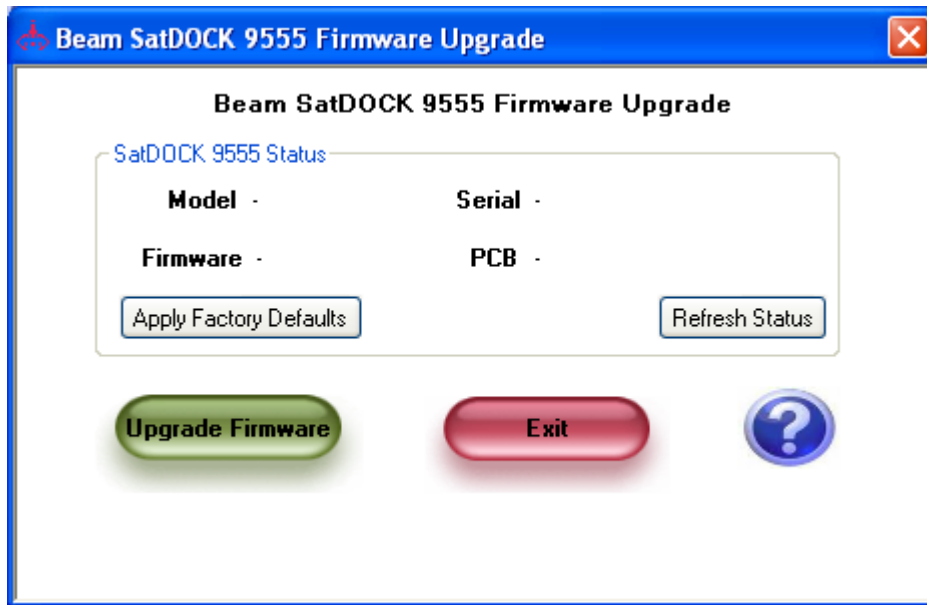 Beam SatDOCK 9555 Firmware Upgrade
Beam SatDOCK 9555 Firmware Upgrade
SatDOCK 9555 Status
Model - Serial -
Firmware - PCB -
Apply Factory Defaults Refresh Status
Upgrade Firmware Exit ?